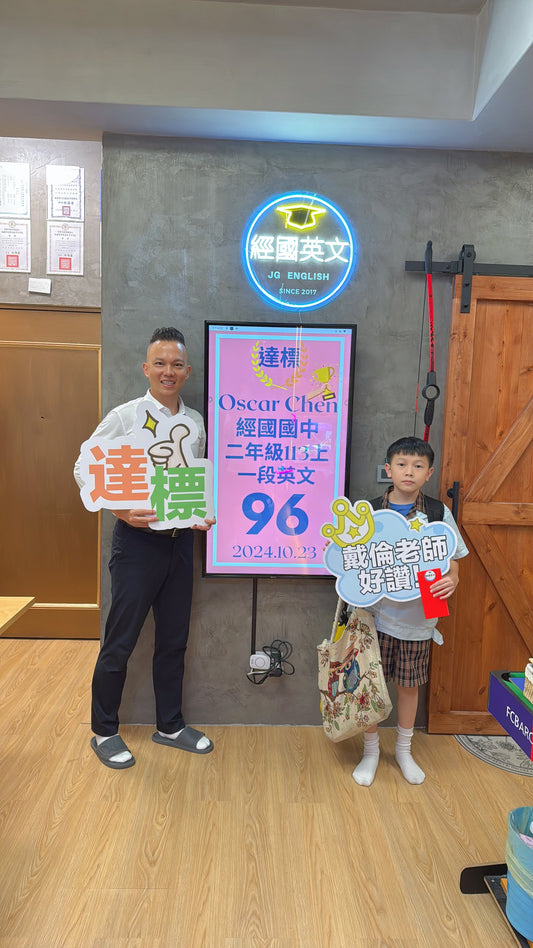 經國英文
JG ENGLISH
SINCE 2017
達標
Oscar Chen
經國國中
二年級113上
一段英文
96
2024.10.23
達標
戴倫老師
好讚!
FCBARC